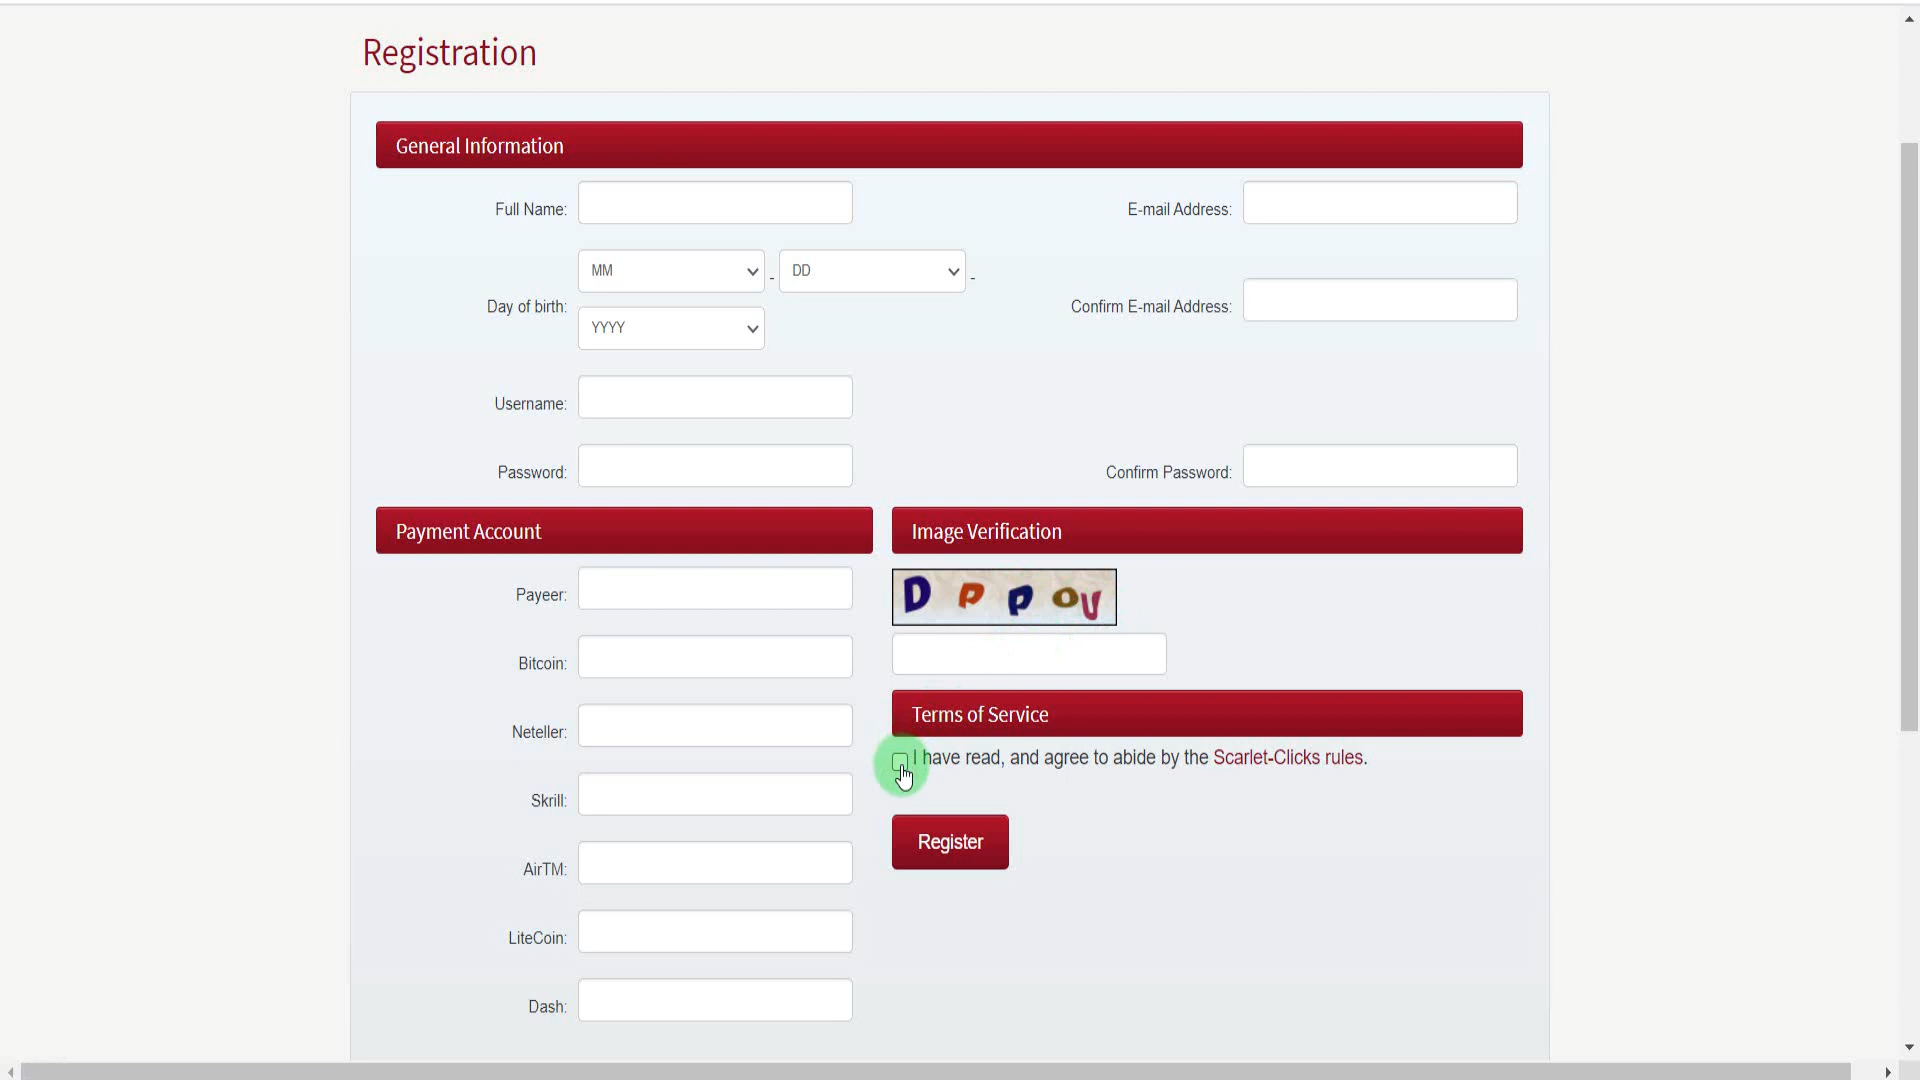 Registration
General Information
Full Name:
E-mail Address:
MM - DD -
Day of birth:
YYYY
Confirm E-mail Address:
Username:
Password:
Confirm Password:
Payment Account
Image Verification
Payeer:
D P P O V
Bitcoin:
Terms of Service
Neteller:
I have read, and agree to abide by the Scarlet-Clicks rules.
Skrill:
Register
AirTM:
LiteCoin:
Dash: